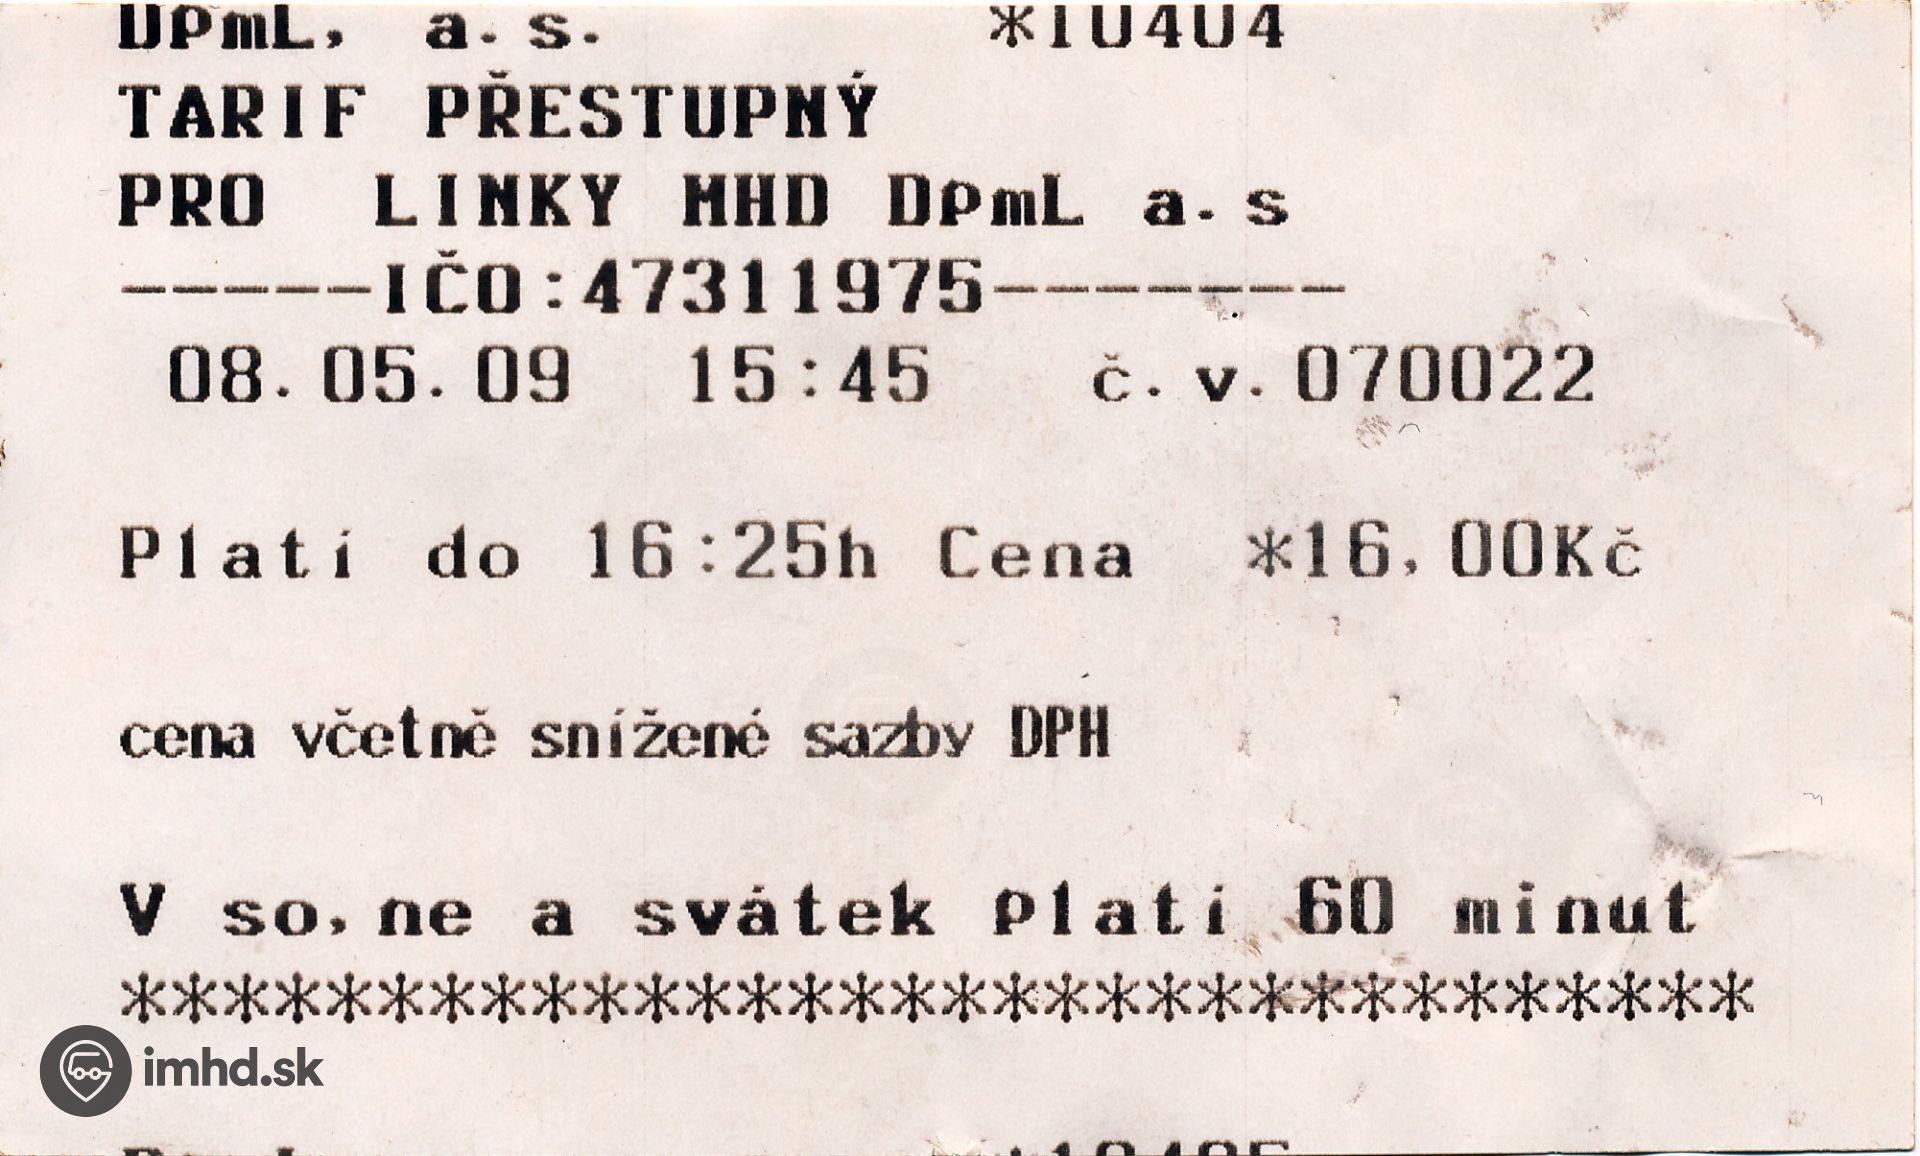 DPmL, a.s. *10404
TARIF PŘESTUPNÝ
PRO LINKY MHD DPmL a.s
-----IČO:47311975-------
08.05.09 15:45 č.v.070022
Platí do 16:25h Cena *16,00Kč
cena včetně snížené sazby DPH
V so,ne a svátek platí 60 minut
********************************
imhd.sk